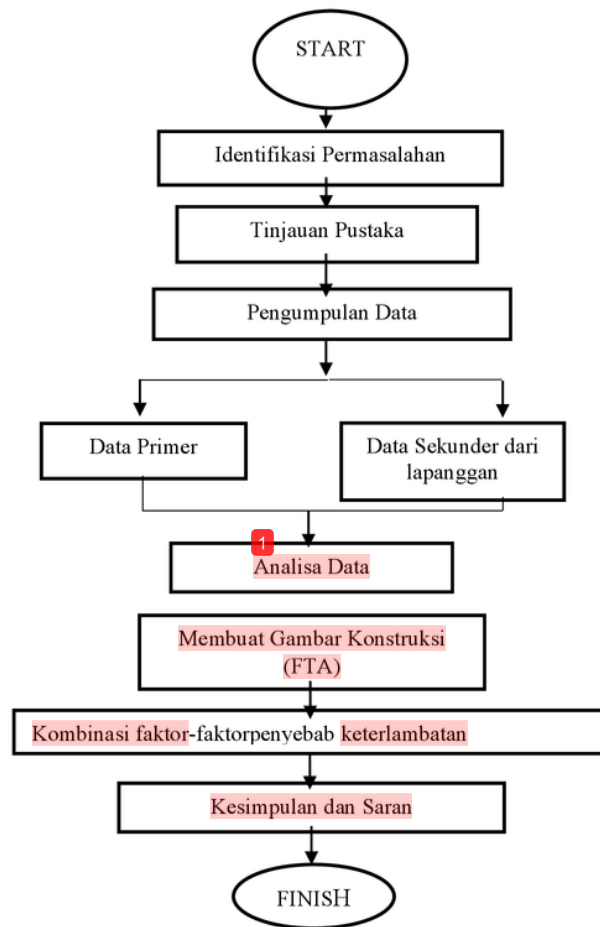 START
Identifikasi Permasalahan
Tinjauan Pustaka
Pengumpulan Data
Data Primer
Data Sekunder dari
lapanggan
1
Analisa Data
Membuat Gambar Konstruksi
(FTA)
Kombinasi faktor-faktorpenyebab keterlambatan
Kesimpulan dan Saran
FINISH